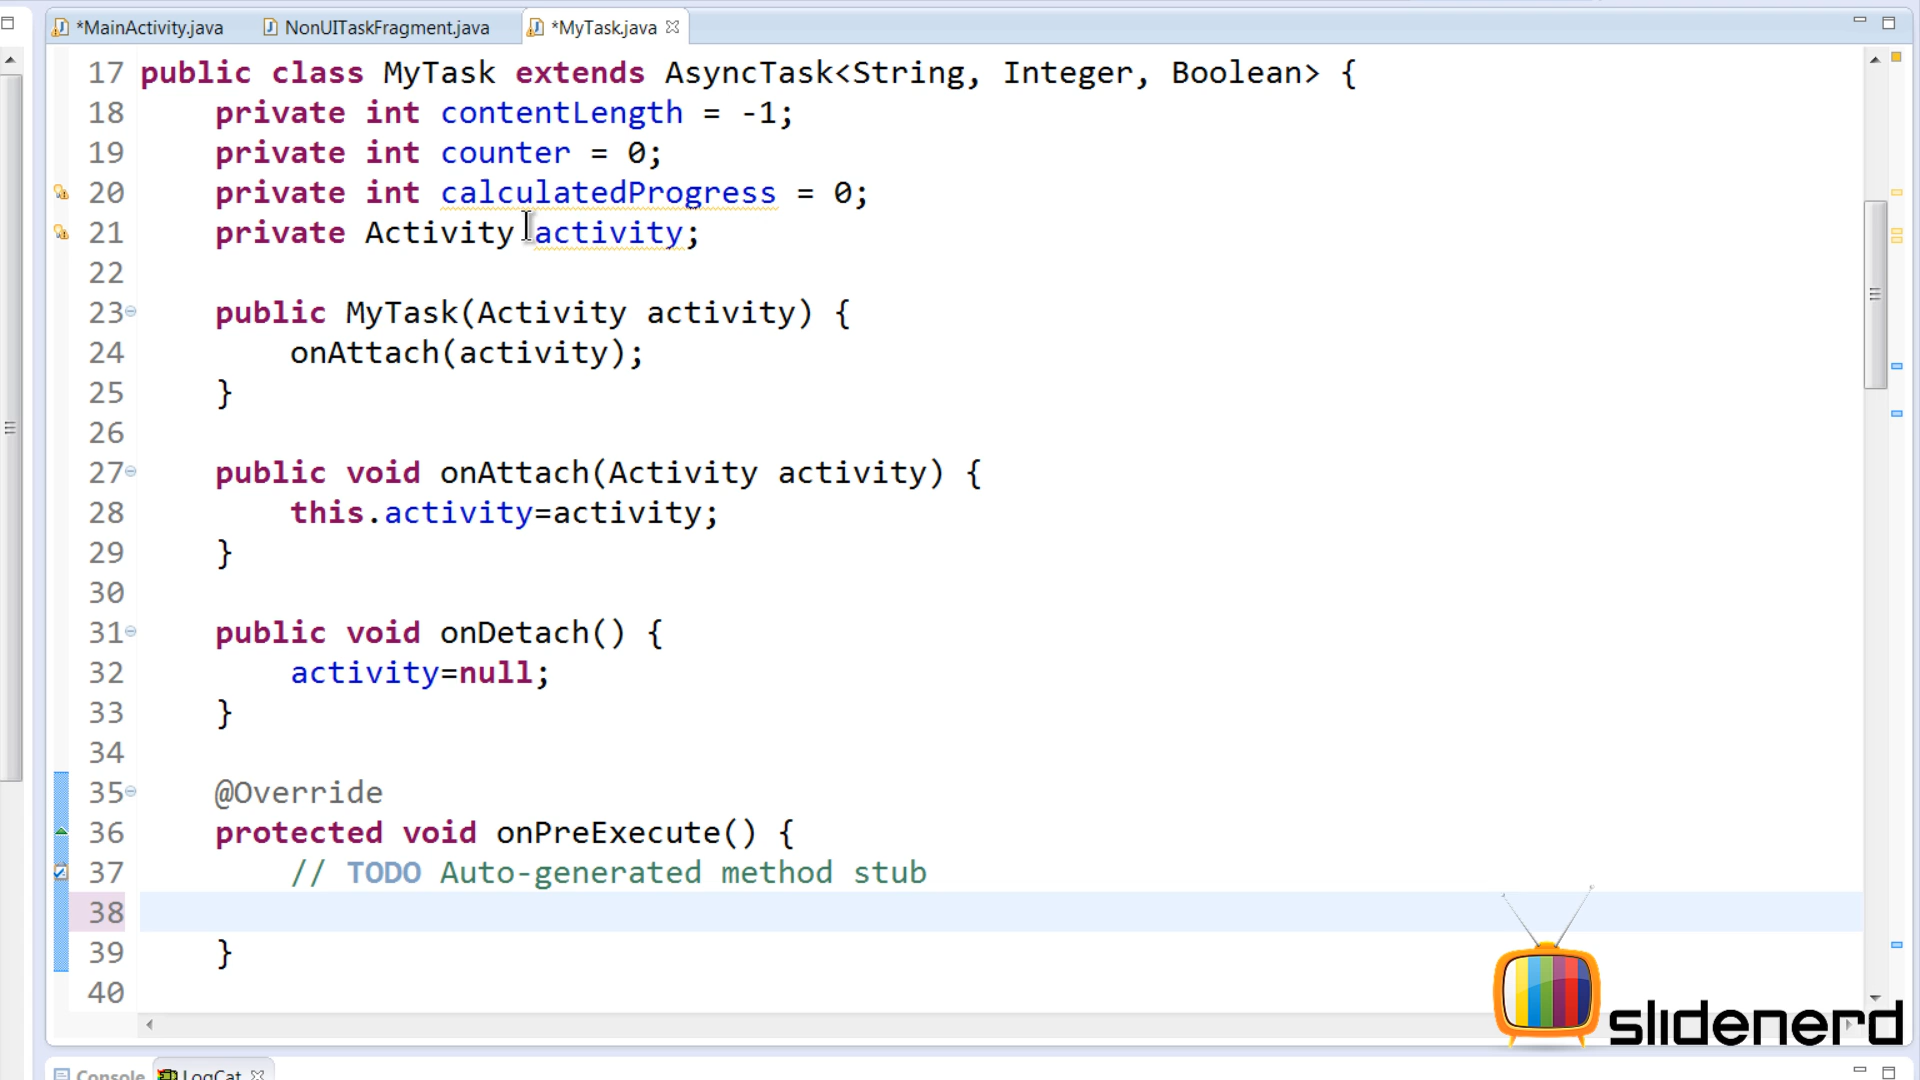 *MainActivity.java NonUITaskFragment.java *MyTask.java
17 public class MyTask extends AsyncTask<String, Integer, Boolean> {
18 private int contentLength = -1;
19 private int counter = 0;
20 private int calculatedProgress = 0;
21 private Activity activity;
22
23 public MyTask(Activity activity) {
24 onAttach(activity);
25 }
26
27 public void onAttach(Activity activity) {
28 this.activity=activity;
29 }
30
31 public void onDetach() {
32 activity=null;
33 }
34
35 @Override
36 protected void onPreExecute() {
37 // TODO Auto-generated method stub
38
39 }
40
slidenerd
Console LogCat